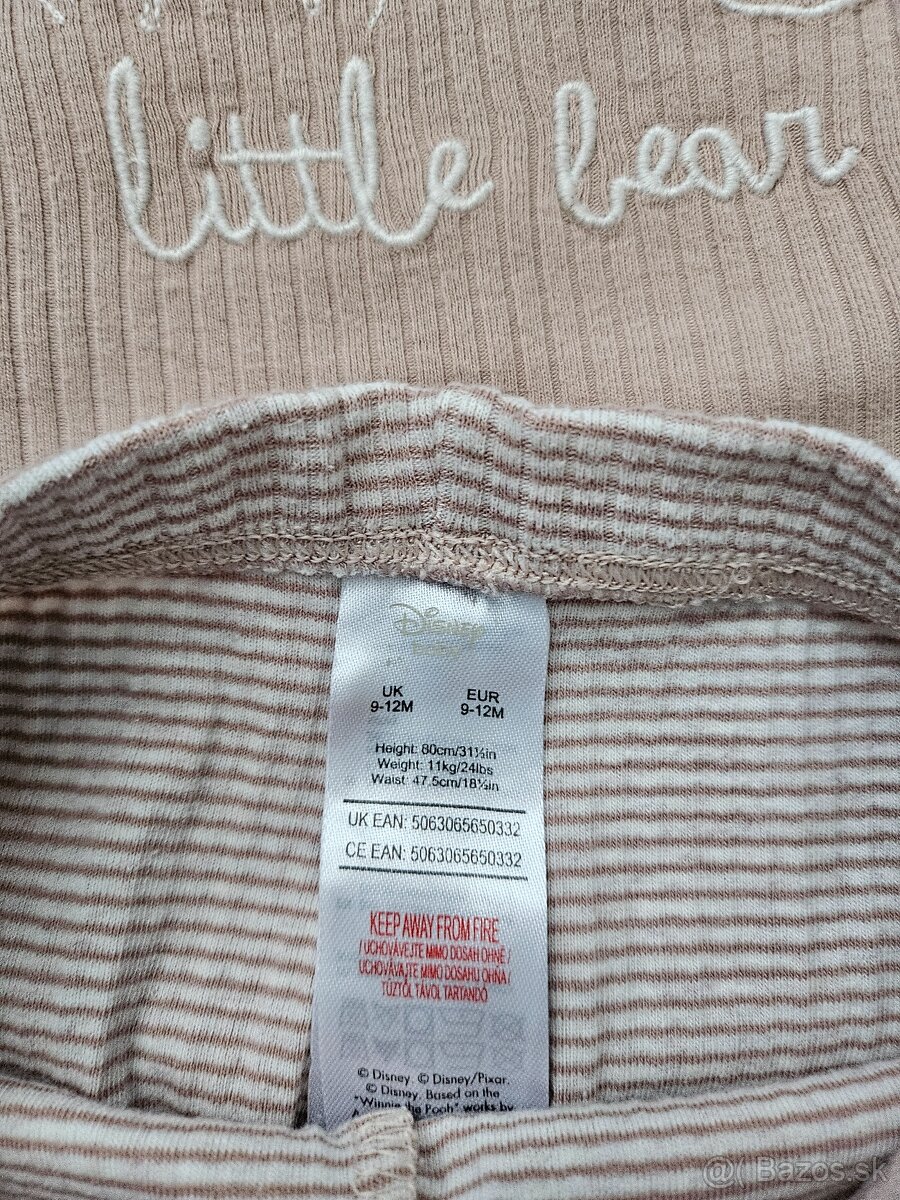 little bear
Disney
BABY
UK EUR
9-12M 9-12M
Height: 80cm/31½in
Weight: 11kg/24lbs
Waist: 47.5cm/18½in
UK EAN: 5063065650332
CE EAN: 5063065650332
KEEP AWAY FROM FIRE
/ UCHOVÁVEJTE MIMO DOSAH OHNĚ /
UCHOVÁVAJTE MIMO DOSAHU OHŇA /
TŰZTŐL TÁVOL TARTANDÓ
© Disney. © Disney/Pixar.
© Disney. Based on the
"Winnie the Pooh" works by
@ Bazos.sk